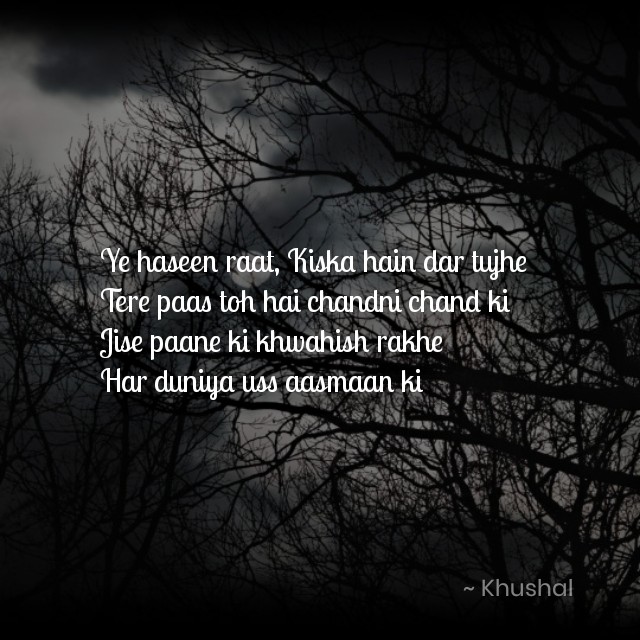 Ye haseen raat, Kiska hain dar tujhe
Tere paas toh hai chandni chand ki
Jise paane ki khwahish rakhe
Har duniya uss aasmaan ki
~ Khushal